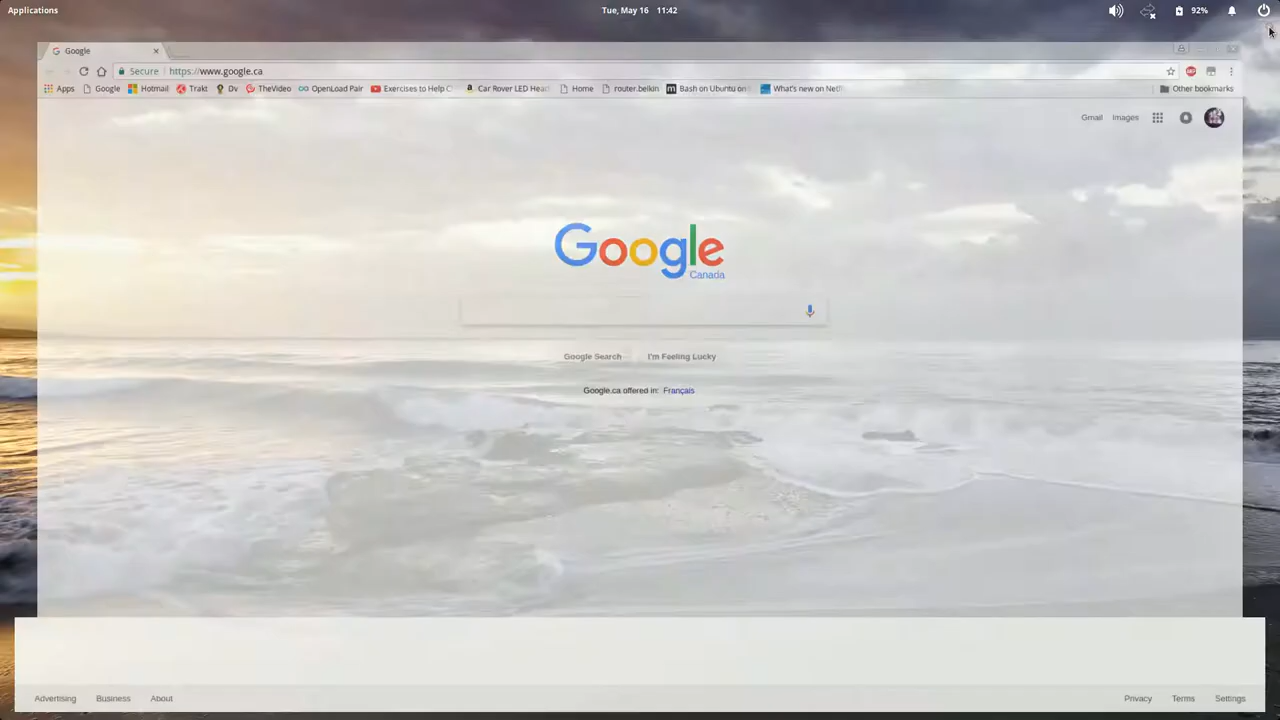 Applications Tue, May 16 11:42 92%
Google
Secure https://www.google.ca
Apps Google Hotmail Trakt Dv TheVideo OpenLoad Pair Exercises to Help C Car Rover LED Head Home router.belkin Bash on Ubuntu on What's new on Netf Other bookmarks
Gmail Images
Google
Canada
Google Search I'm Feeling Lucky
Google.ca offered in: Français
Advertising Business About Privacy Terms Settings